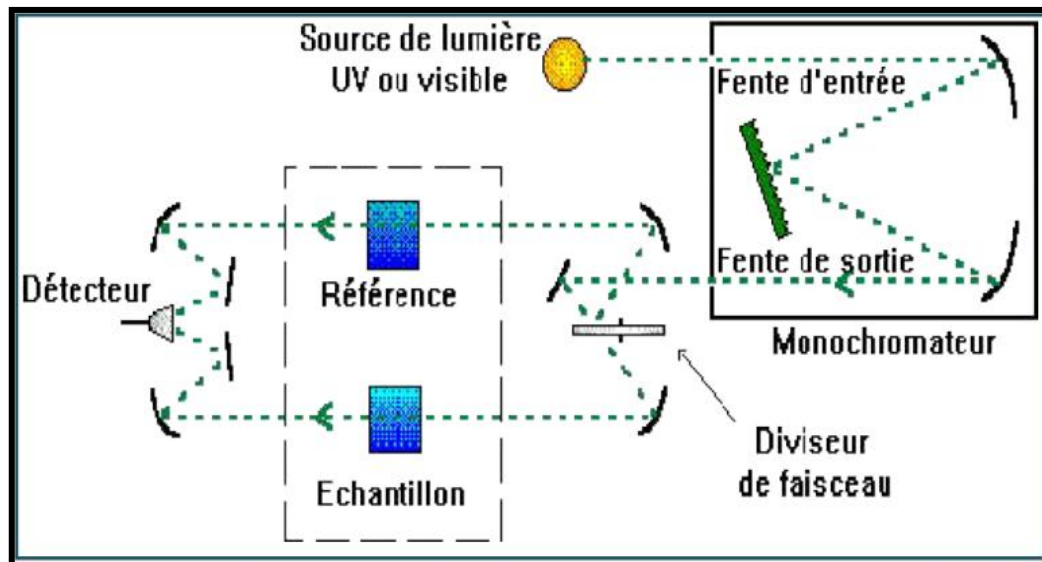 Source de lumière
UV ou visible
Fente d'entrée
Fente de sortie
Monochromateur
Détecteur
Référence
Echantillon
Diviseur
de faisceau